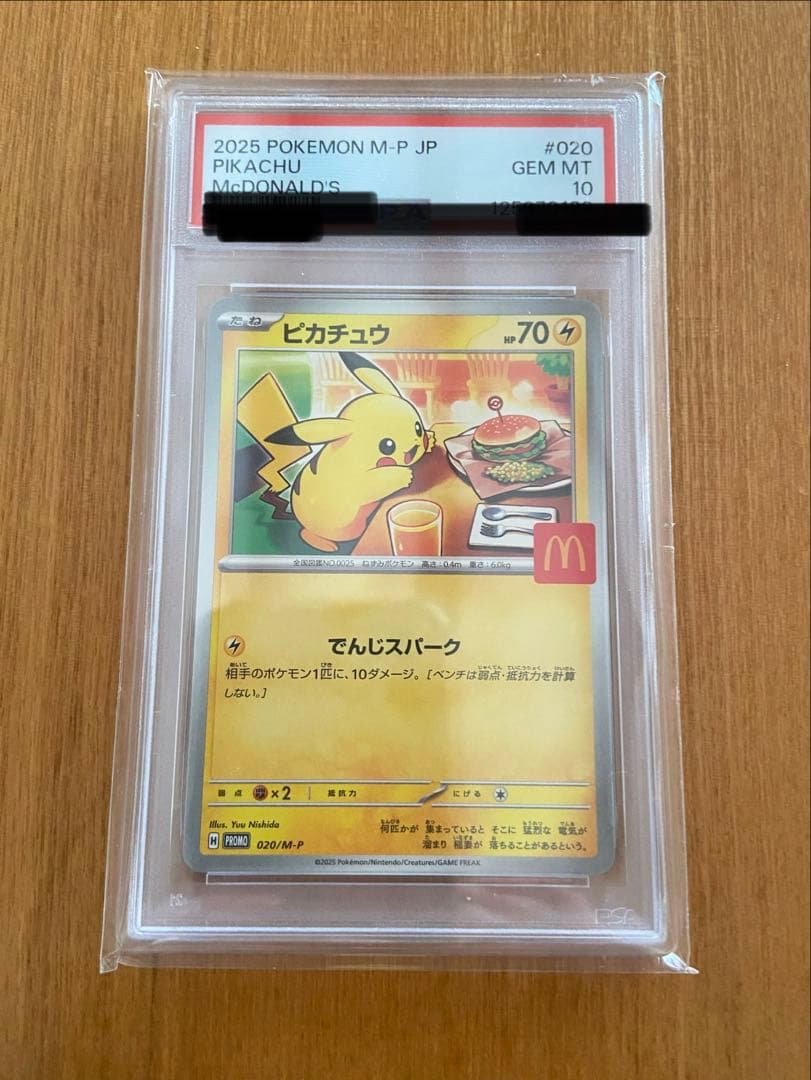 2025 POKEMON M-P JP #020
PIKACHU GEM MT
McDONALD'S 10
たね ピカチュウ HP70
全国図鑑NO.0025 ねずみポケモン 高さ:0.4m 重さ:6.0kg
でんじスパーク
相手のポケモン1匹に、10ダメージ。[ベンチは弱点・抵抗力を計算
しない。]
弱点 ×2 抵抗力 にげる
Illus. Yuu Nishida
何匹かが 集まっていると そこに 猛烈な 電気が
溜まり 稲妻が 落ちることがあるという。
H PROMO 020/M-P
©2025 Pokémon/Nintendo/Creatures/GAME FREAK
PSA